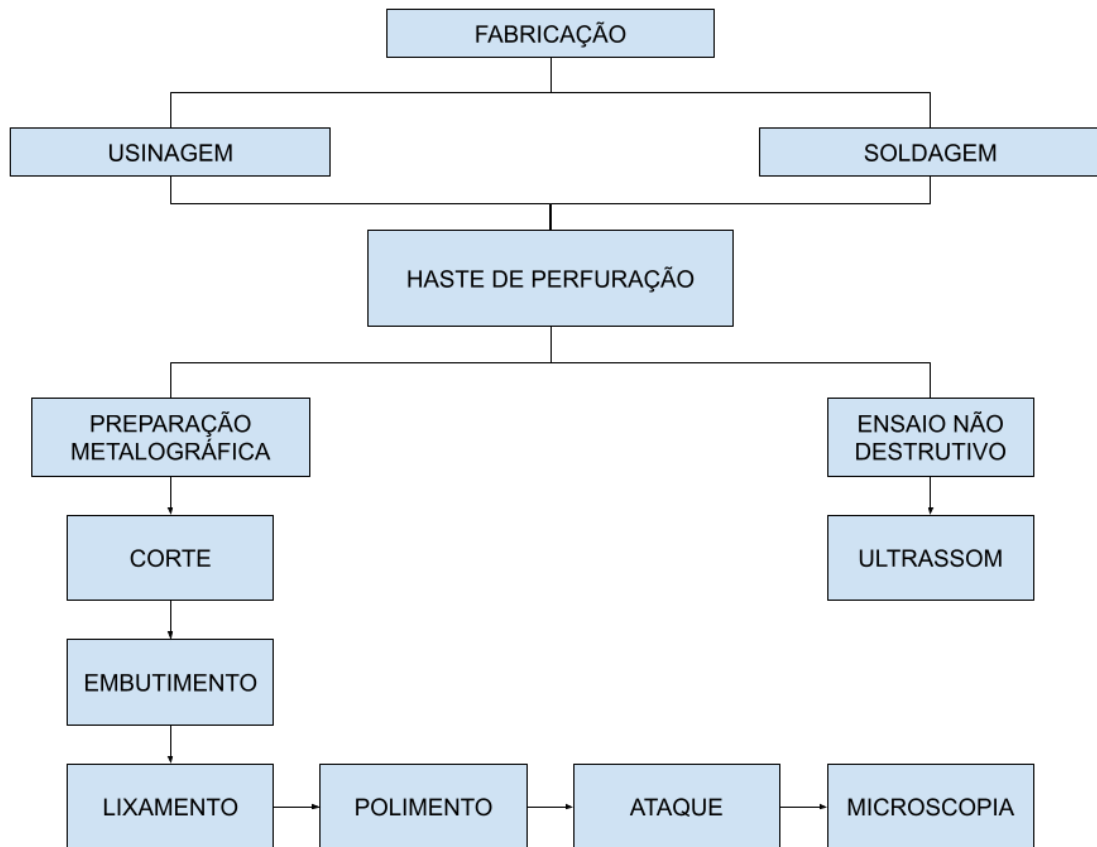 FABRICAÇÃO
USINAGEM
SOLDAGEM
HASTE DE PERFURAÇÃO
PREPARAÇÃO
METALOGRÁFICA
ENSAIO NÃO
DESTRUTIVO
CORTE
ULTRASSOM
EMBUTIMENTO
LIXAMENTO
POLIMENTO
ATAQUE
MICROSCOPIA